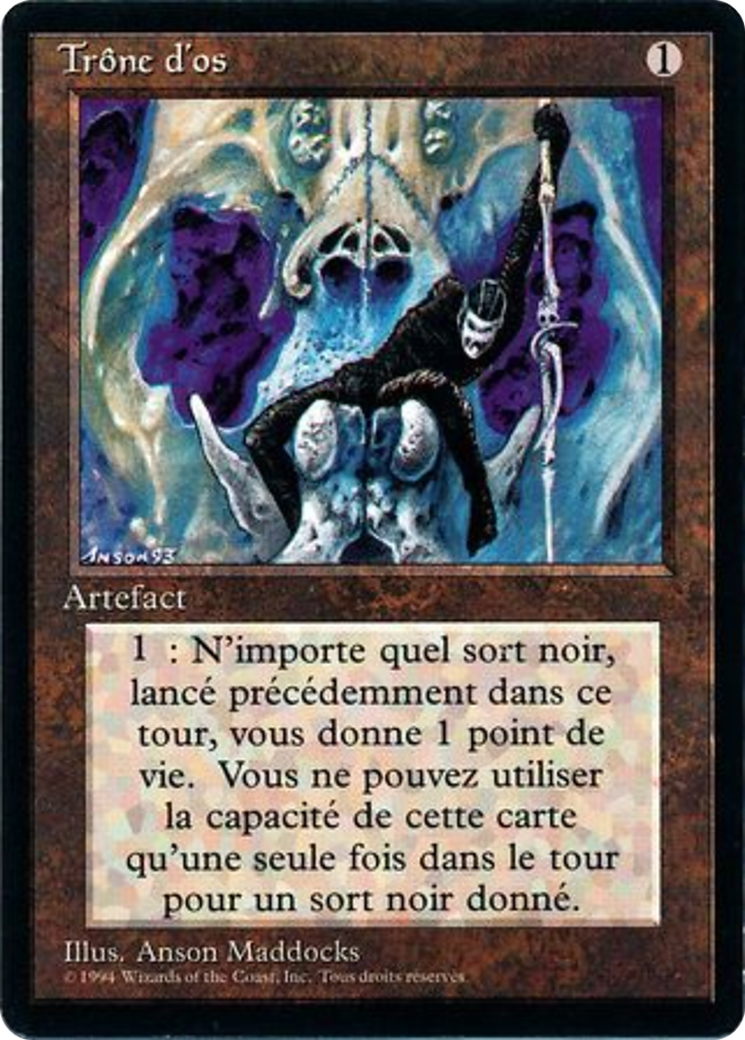 Trône d'os
1
ANSON93
Artefact
1 : N'importe quel sort noir,
lancé précédemment dans ce
tour, vous donne 1 point de
vie. Vous ne pouvez utiliser
la capacité de cette carte
qu'une seule fois dans le tour
pour un sort noir donné.
Illus. Anson Maddocks
© 1994 Wizards of the Coast, Inc. Tous droits réservés.